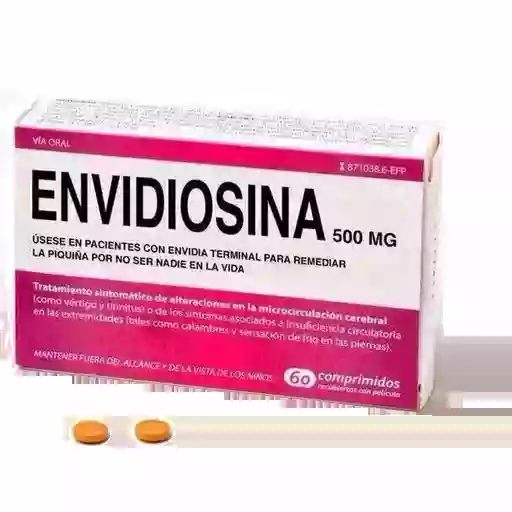 VÍA ORAL
871038.6-EFP
ENVIDIOSINA 500 MG
ÚSESE EN PACIENTES CON ENVIDIA TERMINAL PARA REMEDIAR
LA PIQUIÑA POR NO SER NADIE EN LA VIDA
Tratamiento sintomático de alteraciones en la microcirculación cerebral
(como vértigo y tinnitus) o de los síntomas asociados a insuficiencia circulatoria
en las extremidades (tales como calambres y sensación de frío en las piernas).
MANTENER FUERA DEL ALCANCE Y DE LA VISTA DE LOS NIÑOS
60 comprimidos
recubiertos con película